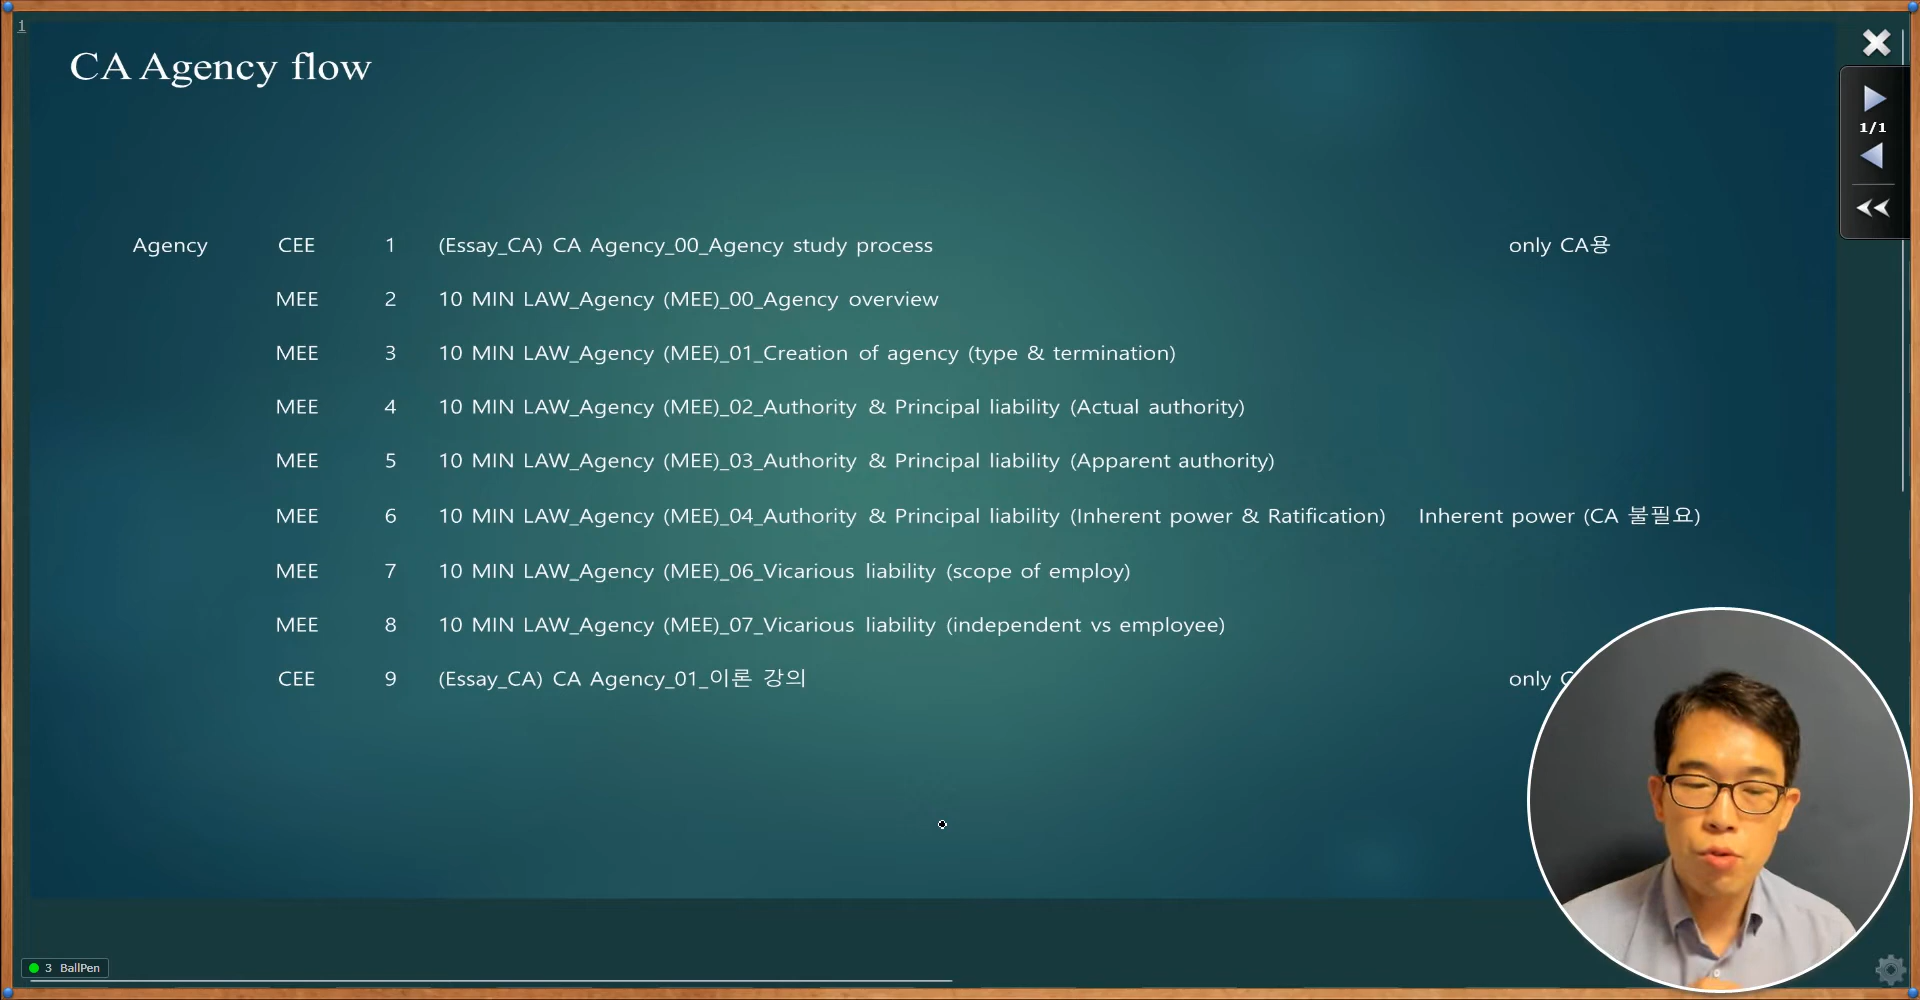 1
CA Agency flow
1/1
Agency CEE 1 (Essay_CA) CA Agency_00_Agency study process only CA용
MEE 2 10 MIN LAW_Agency (MEE)_00_Agency overview
MEE 3 10 MIN LAW_Agency (MEE)_01_Creation of agency (type & termination)
MEE 4 10 MIN LAW_Agency (MEE)_02_Authority & Principal liability (Actual authority)
MEE 5 10 MIN LAW_Agency (MEE)_03_Authority & Principal liability (Apparent authority)
MEE 6 10 MIN LAW_Agency (MEE)_04_Authority & Principal liability (Inherent power & Ratification) Inherent power (CA 불필요)
MEE 7 10 MIN LAW_Agency (MEE)_06_Vicarious liability (scope of employ)
MEE 8 10 MIN LAW_Agency (MEE)_07_Vicarious liability (independent vs employee)
CEE 9 (Essay_CA) CA Agency_01_이론 강의 only
3 BallPen